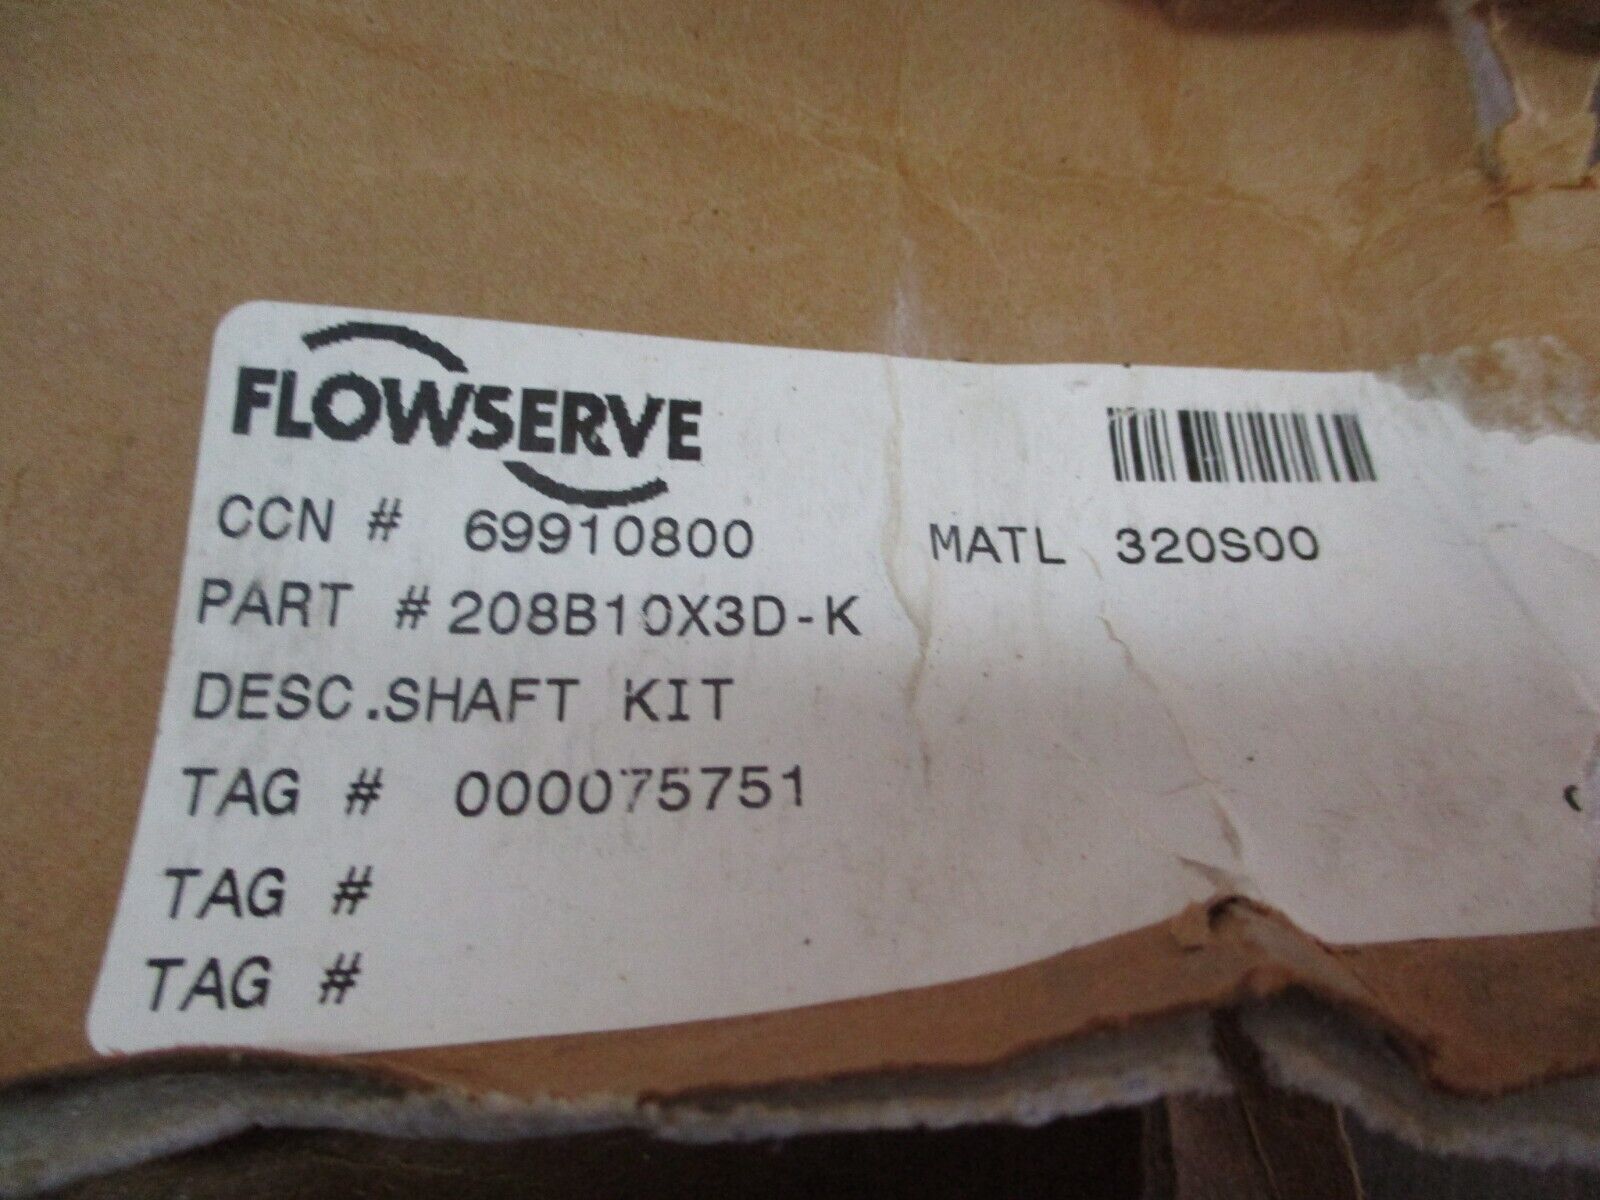 FLOWSERVE
CCN # 69910800 MATL 320S00
PART #208B10X3D-K
DESC.SHAFT KIT
TAG # 000075751
TAG #
TAG #